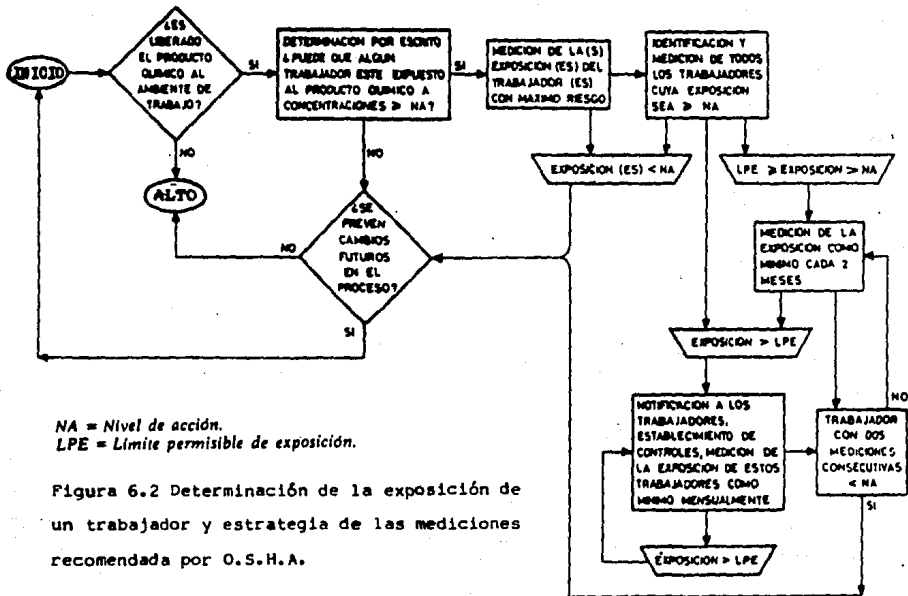 INICIO
¿ES
LIBERADO
EL PRODUCTO
QUIMICO AL
AMBIENTE DE
TRABAJO?
SI
NO
ALTO
DETERMINACION POR ESCRITO
¿PUEDE QUE ALGUN
TRABAJADOR ESTE EXPUESTO
AL PRODUCTO QUIMICO A
CONCENTRACIONES ≥ NA?
SI
NO
MEDICION DE LA(S)
EXPOSICION (ES) DEL
TRABAJADOR (ES)
CON MAXIMO RIESGO
IDENTIFICACION Y
MEDICION DE TODOS
LOS TRABAJADORES
CUYA EXPOSICION
SEA ≥ NA
EXPOSICION (ES) < NA
LPE ≥ EXPOSICION > NA
¿SE
PREVEN
CAMBIOS
FUTUROS
EN EL
PROCESO?
NO
SI
MEDICION DE LA
EXPOSICION COMO
MINIMO CADA 2
MESES
EXPOSICION > LPE
NOTIFICACION A LOS
TRABAJADORES,
ESTABLECIMIENTO DE
CONTROLES, MEDICION DE
LA EXPOSICION DE ESTOS
TRABAJADORES COMO
MINIMO MENSUALMENTE
NO
TRABAJADOR
CON DOS
MEDICIONES
CONSECUTIVAS
< NA
SI
EXPOSICION > LPE
NA = Nivel de acción.
LPE = Límite permisible de exposición.
Figura 6.2 Determinación de la exposición de
un trabajador y estrategia de las mediciones
recomendada por O.S.H.A.